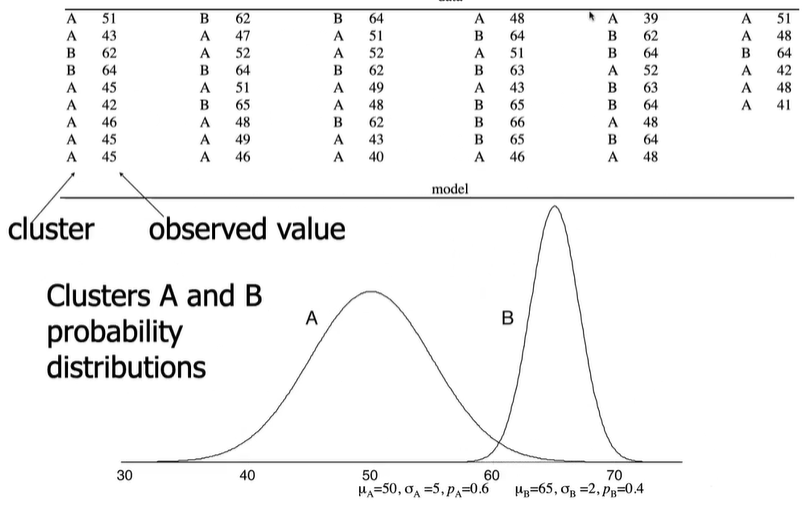 A 51 B 62 B 64 A 48 A 39 A 51
A 43 A 47 A 51 B 64 B 62 A 48
B 62 A 52 A 52 A 51 B 64 B 64
B 64 B 64 B 62 B 63 A 52 A 42
A 45 A 51 A 49 A 43 B 63 A 48
A 42 B 65 A 48 B 65 B 64 A 41
A 46 A 48 B 62 B 66 A 48
A 45 A 49 A 43 B 65 B 64
A 45 A 46 A 40 A 46 A 48
model
cluster observed value
Clusters A and B
probability
distributions
A B
30 40 50 60 70
μA=50, σA =5, pA=0.6 μB=65, σB =2, pB=0.4